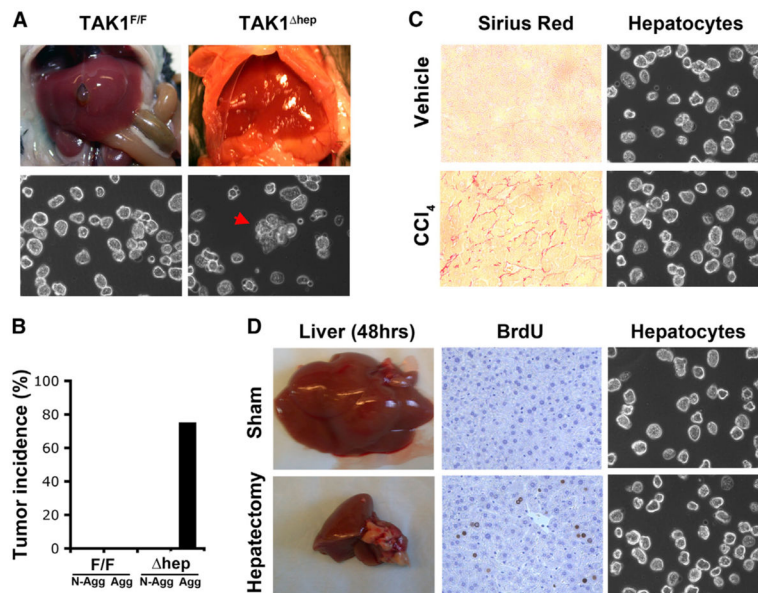 A
TAK1F/F
TAK1Δhep
B
Tumor incidence (%)
100
80
60
40
20
0
F/F
Δhep
N-Agg Agg
N-Agg Agg
C
Sirius Red
Hepatocytes
Vehicle
CCl4
D
Liver (48hrs)
BrdU
Hepatocytes
Sham
Hepatectomy